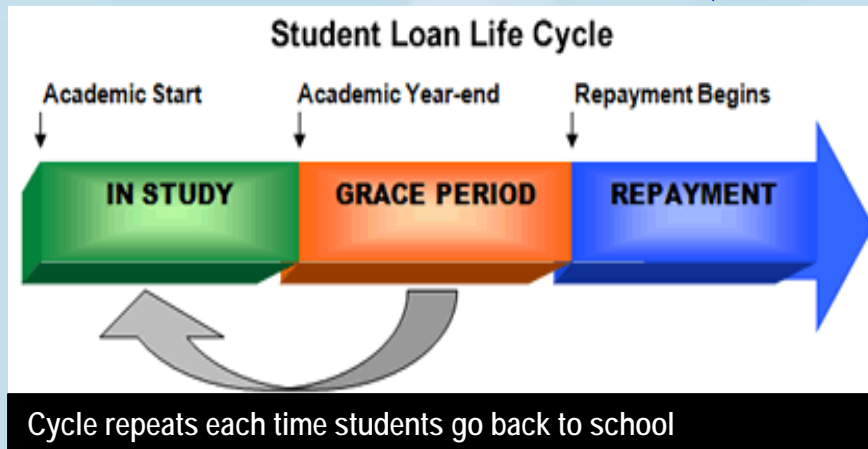 Student Loan Life Cycle
Academic Start
Academic Year-end
Repayment Begins
IN STUDY
GRACE PERIOD
REPAYMENT
Cycle repeats each time students go back to school